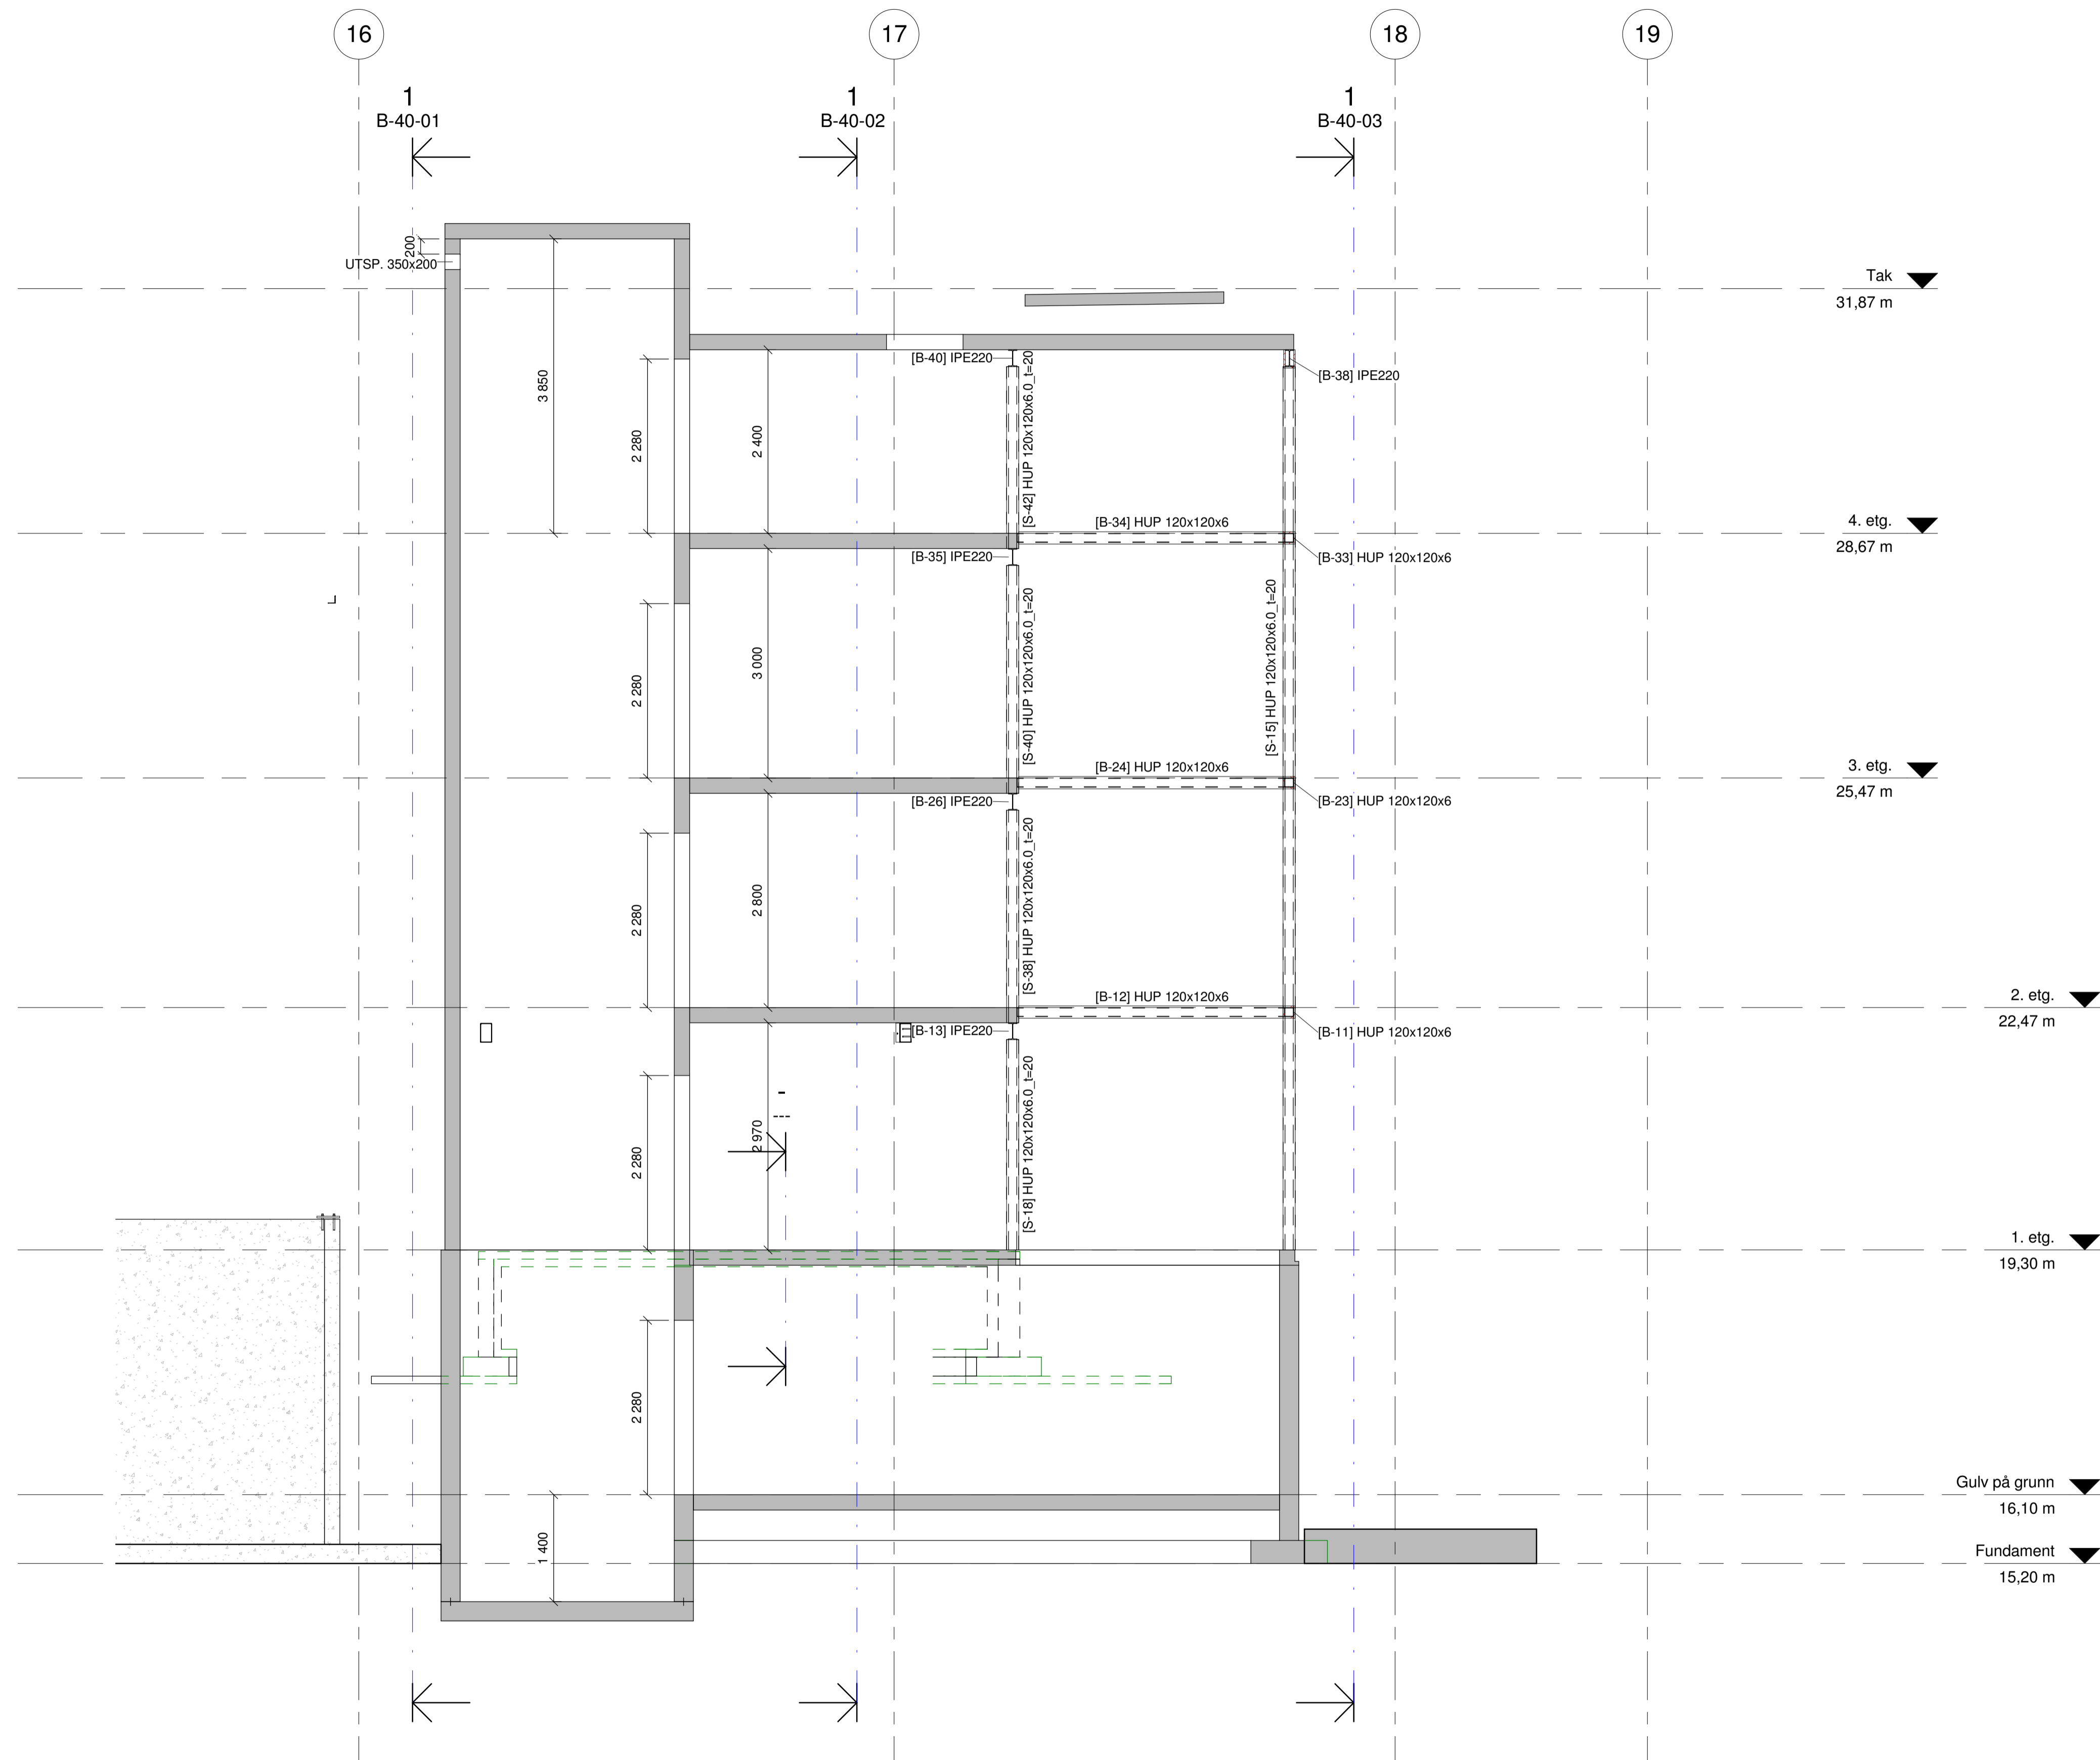 16
17
18
19
1
B-40-01
1
B-40-02
1
B-40-03
200
UTSP. 350x200
Tak
31,87 m
[B-40] IPE220
[B-38] IPE220
3 850
2 280
2 400
[S-42] HUP 120x120x6.0_t=20
[B-34] HUP 120x120x6
4. etg.
28,67 m
[B-35] IPE220
[B-33] HUP 120x120x6
L
2 280
3 000
[S-40] HUP 120x120x6.0_t=20
[S-15] HUP 120x120x6.0_t=20
[B-24] HUP 120x120x6
3. etg.
25,47 m
[B-26] IPE220
[B-23] HUP 120x120x6
2 280
2 800
[S-38] HUP 120x120x6.0_t=20
[B-12] HUP 120x120x6
2. etg.
22,47 m
[B-13] IPE220
[B-11] HUP 120x120x6
-
---
2 280
2 970
[S-18] HUP 120x120x6.0_t=20
1. etg.
19,30 m
2 280
Gulv på grunn
16,10 m
1 400
Fundament
15,20 m